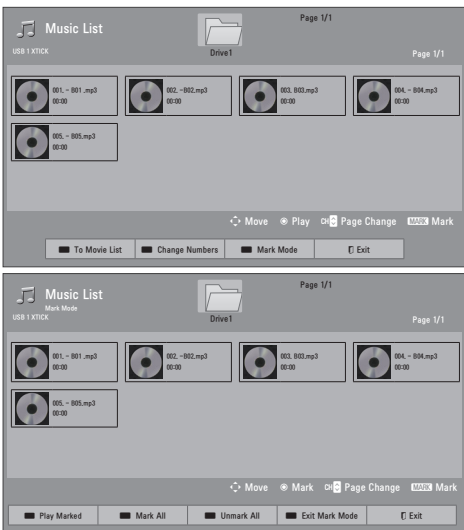 Page 1/1
Music List
USB 1 XTICK
Drive1
Page 1/1
001. - B01 .mp3
00:00
002. -B02.mp3
00:00
003. B03.mp3
00:00
004. - B04.mp3
00:00
005. - B05.mp3
00:00
Move Play CH Page Change MARK Mark
To Movie List Change Numbers Mark Mode Exit
Page 1/1
Music List
Mark Mode
USB 1 XTICK
Drive1
Page 1/1
001. - B01 .mp3
00:00
002. -B02.mp3
00:00
003. B03.mp3
00:00
004. - B04.mp3
00:00
005. - B05.mp3
00:00
Move Mark CH Page Change MARK Mark
Play Marked Mark All Unmark All Exit Mark Mode Exit